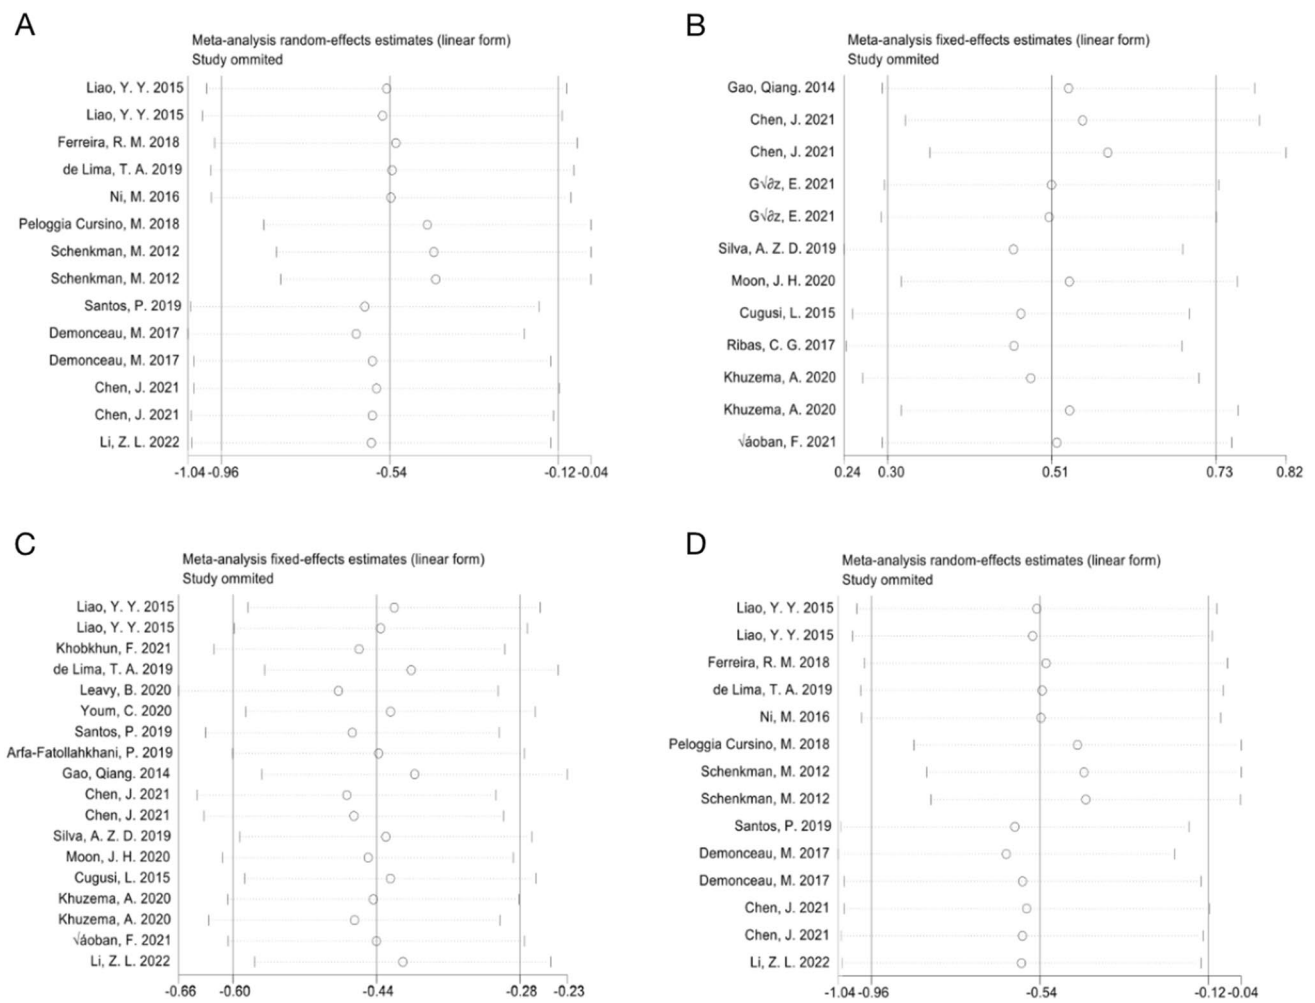 A
Meta-analysis random-effects estimates (linear form)
Study ommited
Liao, Y. Y. 2015
Liao, Y. Y. 2015
Ferreira, R. M. 2018
de Lima, T. A. 2019
Ni, M. 2016
Peloggia Cursino, M. 2018
Schenkman, M. 2012
Schenkman, M. 2012
Santos, P. 2019
Demonceau, M. 2017
Demonceau, M. 2017
Chen, J. 2021
Chen, J. 2021
Li, Z. L. 2022
-1.04 -0.96 -0.54 -0.12 -0.04
B
Meta-analysis fixed-effects estimates (linear form)
Study ommited
Gao, Qiang. 2014
Chen, J. 2021
Chen, J. 2021
G√∂z, E. 2021
G√∂z, E. 2021
Silva, A. Z. D. 2019
Moon, J. H. 2020
Cugusi, L. 2015
Ribas, C. G. 2017
Khuzema, A. 2020
Khuzema, A. 2020
√áoban, F. 2021
0.24 0.30 0.51 0.73 0.82
C
Meta-analysis fixed-effects estimates (linear form)
Study ommited
Liao, Y. Y. 2015
Liao, Y. Y. 2015
Khobkhun, F. 2021
de Lima, T. A. 2019
Leavy, B. 2020
Youm, C. 2020
Santos, P. 2019
Arfa-Fatollahkhani, P. 2019
Gao, Qiang. 2014
Chen, J. 2021
Chen, J. 2021
Silva, A. Z. D. 2019
Moon, J. H. 2020
Cugusi, L. 2015
Khuzema, A. 2020
Khuzema, A. 2020
√áoban, F. 2021
Li, Z. L. 2022
-0.66 -0.60 -0.44 -0.28 -0.23
D
Meta-analysis random-effects estimates (linear form)
Study ommited
Liao, Y. Y. 2015
Liao, Y. Y. 2015
Ferreira, R. M. 2018
de Lima, T. A. 2019
Ni, M. 2016
Peloggia Cursino, M. 2018
Schenkman, M. 2012
Schenkman, M. 2012
Santos, P. 2019
Demonceau, M. 2017
Demonceau, M. 2017
Chen, J. 2021
Chen, J. 2021
Li, Z. L. 2022
-1.04 -0.96 -0.54 -0.12 -0.04